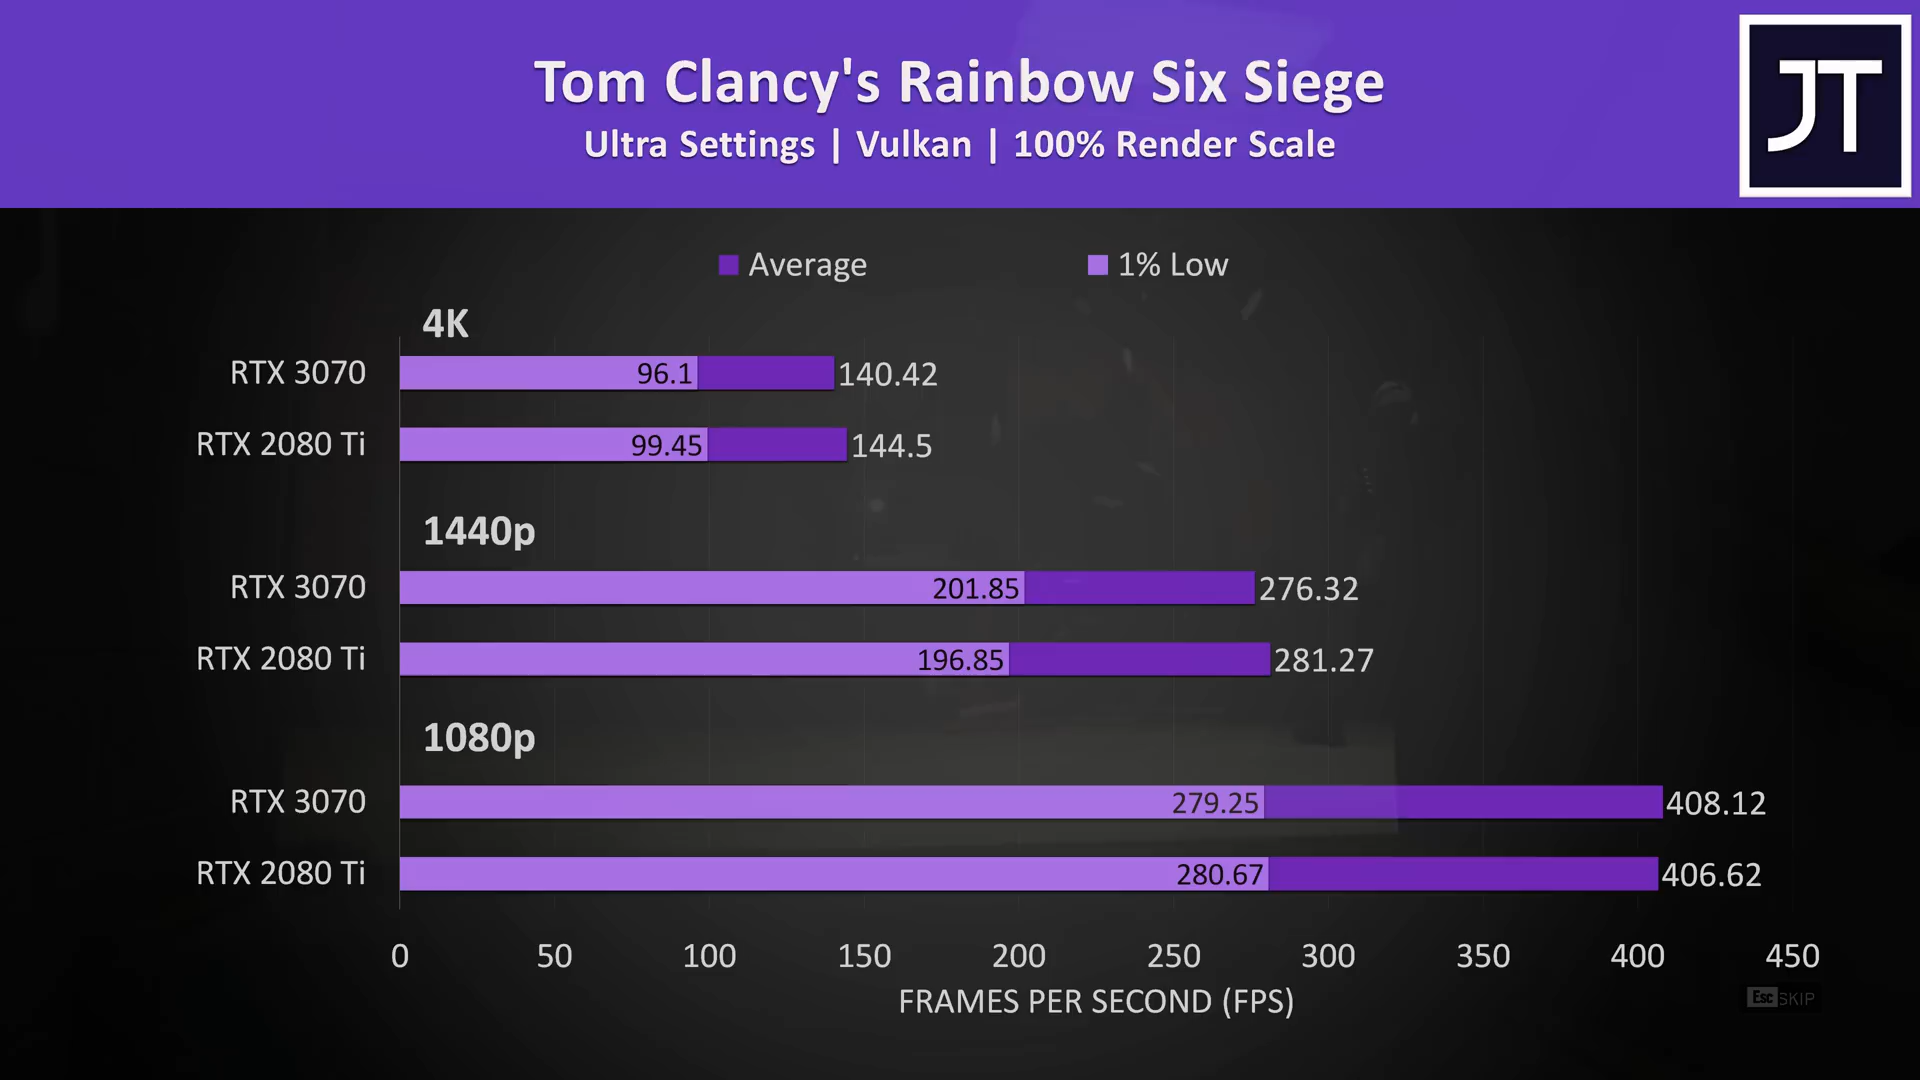 Tom Clancy's Rainbow Six Siege
JT
Ultra Settings | Vulkan | 100% Render Scale
Average 1% Low
4K
RTX 3070 96.1 140.42
RTX 2080 Ti 99.45 144.5
1440p
RTX 3070 201.85 276.32
RTX 2080 Ti 196.85 281.27
1080p
RTX 3070 279.25 408.12
RTX 2080 Ti 280.67 406.62
0 50 100 150 200 250 300 350 400 450
FRAMES PER SECOND (FPS)
Esc SKIP